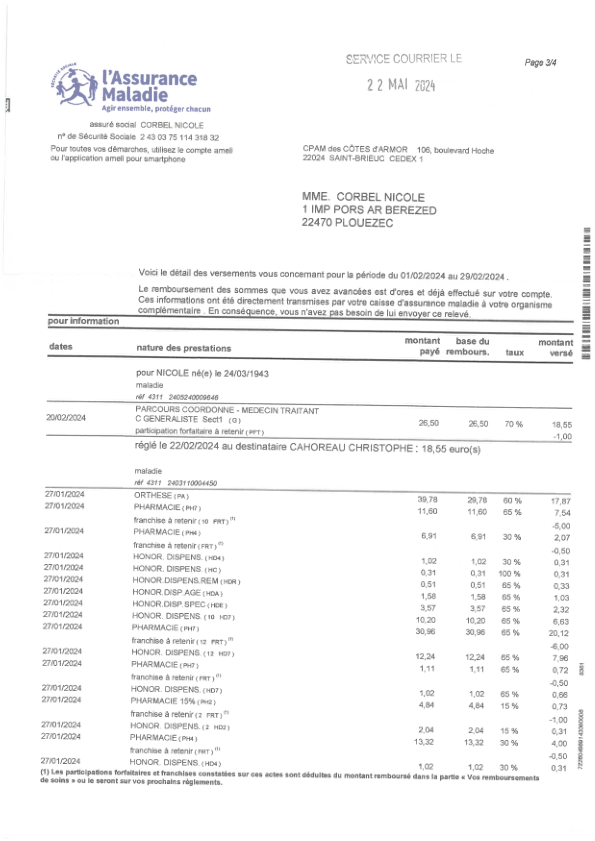 SERVICE COURRIER LE
22 MAI 2024
Page 3/4
SÉCURITÉ SOCIALE
l'Assurance
Maladie
Agir ensemble, protéger chacun
assuré social CORBEL NICOLE
n° de Sécurité Sociale 2 43 03 75 114 318 32
Pour toutes vos démarches, utilisez le compte ameli
ou l'application ameli pour smartphone
CPAM des CÔTES d'ARMOR 106, boulevard Hoche
22024 SAINT-BRIEUC CEDEX 1
MME. CORBEL NICOLE
1 IMP PORS AR BEREZED
22470 PLOUEZEC
Voici le détail des versements vous concernant pour la période du 01/02/2024 au 29/02/2024 .
Le remboursement des sommes que vous avez avancées est d'ores et déjà effectué sur votre compte.
Ces informations ont été directement transmises par votre caisse d'assurance maladie à votre organisme
complémentaire . En conséquence, vous n'avez pas besoin de lui envoyer ce relevé.
pour information
dates nature des prestations montant payé base du rembours. taux montant versé
pour NICOLE né(e) le 24/03/1943
maladie
réf 4311 2405240009646
20/02/2024 PARCOURS COORDONNE - MEDECIN TRAITANT
C GENERALISTE Sect1 (G) 26,50 26,50 70 % 18,55
participation forfaitaire à retenir (PFT) -1,00
réglé le 22/02/2024 au destinataire CAHOREAU CHRISTOPHE : 18,55 euro(s)
maladie
réf 4311 2403110004450
27/01/2024 ORTHESE (PA) 39,78 29,78 60 % 17,87
27/01/2024 PHARMACIE (PH7) 11,60 11,60 65 % 7,54
franchise à retenir (10 FRT) (1) -5,00
27/01/2024 PHARMACIE (PH4) 6,91 6,91 30 % 2,07
franchise à retenir (FRT) (1) -0,50
27/01/2024 HONOR. DISPENS. (HD4) 1,02 1,02 30 % 0,31
27/01/2024 HONOR. DISPENS. (HC) 0,31 0,31 100 % 0,31
27/01/2024 HONOR.DISPENS.REM (HDR) 0,51 0,51 65 % 0,33
27/01/2024 HONOR.DISP.AGE (HDA) 1,58 1,58 65 % 1,03
27/01/2024 HONOR.DISP.SPEC (HDE) 3,57 3,57 65 % 2,32
27/01/2024 HONOR. DISPENS. (10 HD7) 10,20 10,20 65 % 6,63
27/01/2024 PHARMACIE (PH7) 30,96 30,96 65 % 20,12
franchise à retenir (12 FRT) (1) -6,00
27/01/2024 HONOR. DISPENS. (12 HD7) 12,24 12,24 65 % 7,96
27/01/2024 PHARMACIE (PH7) 1,11 1,11 65 % 0,72
franchise à retenir (FRT) (1) -0,50
27/01/2024 HONOR. DISPENS. (HD7) 1,02 1,02 65 % 0,66
27/01/2024 PHARMACIE 15% (PH2) 4,84 4,84 15 % 0,73
franchise à retenir (2 FRT) (1) -1,00
27/01/2024 HONOR. DISPENS. (2 HD2) 2,04 2,04 15 % 0,31
27/01/2024 PHARMACIE (PH4) 13,32 13,32 30 % 4,00
franchise à retenir (FRT) (1) -0,50
27/01/2024 HONOR. DISPENS. (HD4) 1,02 1,02 30 % 0,31
(1) Les participations forfaitaires et franchises constatées sur ces actes sont déduites du montant remboursé dans la partie « Vos remboursements
de soins » ou le seront sur vos prochains règlements.